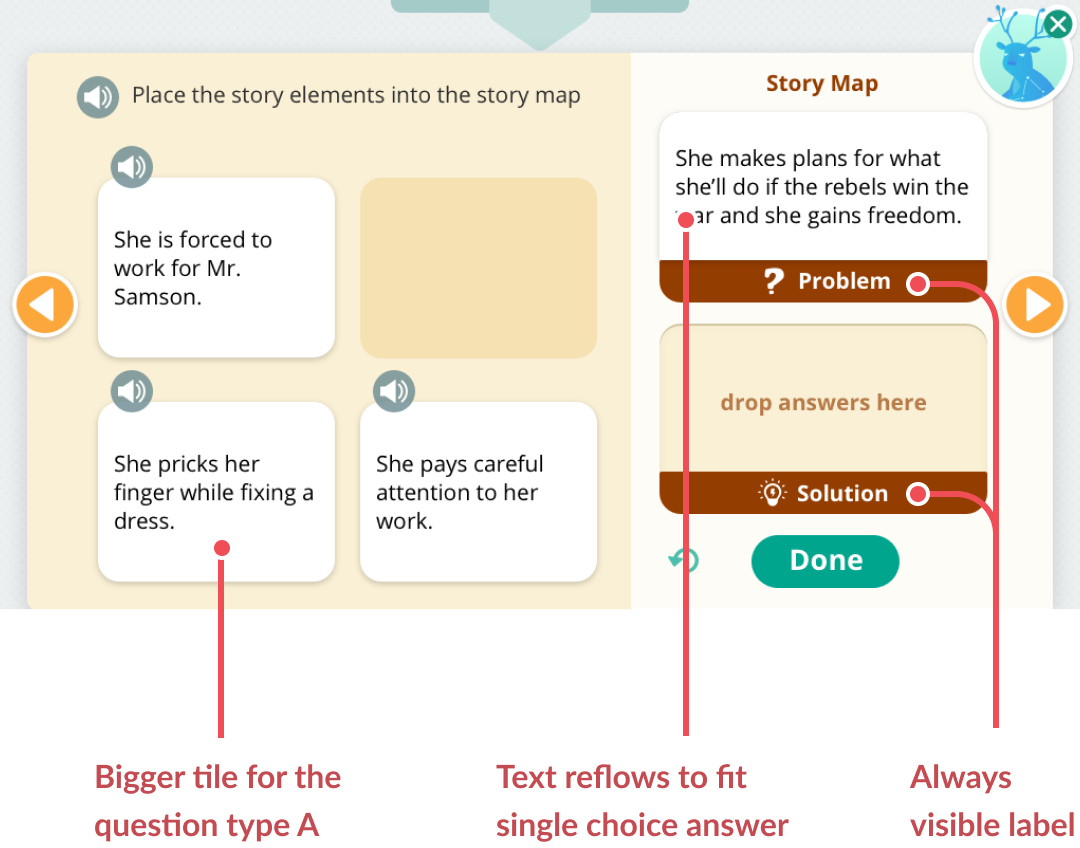 Place the story elements into the story map
She is forced to
work for Mr.
Samson.
She pricks her
finger while fixing a
dress.
She pays careful
attention to her
work.
Story Map
She makes plans for what
she’ll do if the rebels win the
ar and she gains freedom.
? Problem
drop answers here
Solution
Done
Bigger tile for the
question type A
Text reflows to fit
single choice answer
Always
visible label